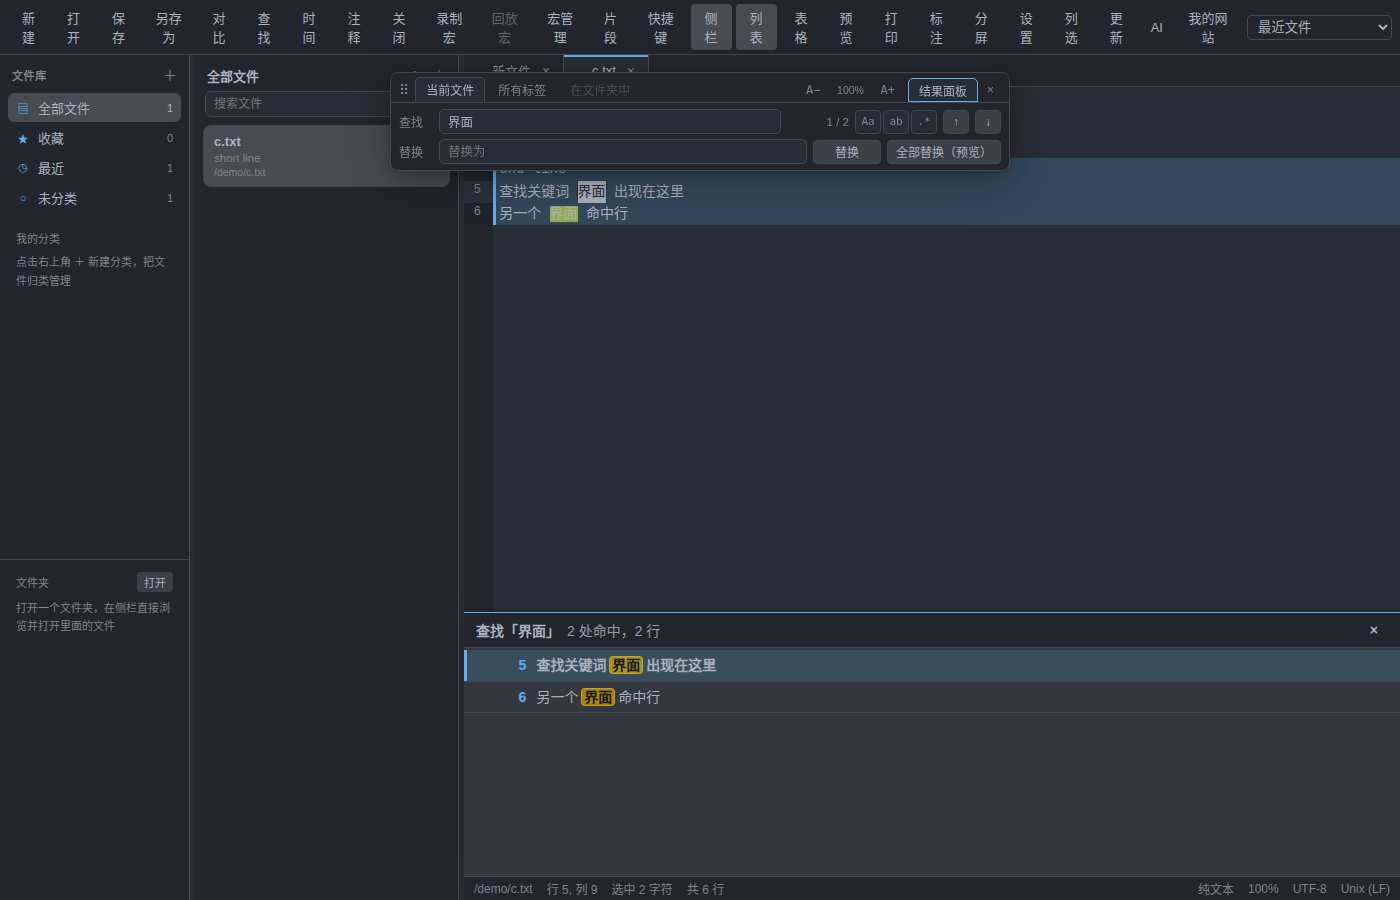 新建 打开 保存 另存为 对比 查找 时间 注释 关闭 录制宏 回放宏 宏管理 片段 快捷键 侧栏 列表 表格 预览 打印 标注 分屏 设置 列选 更新 AI 我的网站 最近文件
文件库 ＋
全部文件 1
收藏 0
最近 1
未分类 1
我的分类
点击右上角 ＋ 新建分类，把文
件归类管理
文件夹 打开
打开一个文件夹，在侧栏直接浏
览并打开里面的文件
全部文件
搜索文件
c.txt
short line
/demo/c.txt
新文件 × c.txt ×
当前文件 所有标签 在文件夹中 A− 100% A+ 结果面板 ×
查找 界面 1 / 2 Aa ab .* ↑ ↓
替换 替换为 替换 全部替换（预览）
5 查找关键词 界面 出现在这里
6 另一个 界面 命中行
查找「界面」 2 处命中，2 行 ×
5 查找关键词 界面 出现在这里
6 另一个 界面 命中行
/demo/c.txt 行 5, 列 9 选中 2 字符 共 6 行 纯文本 100% UTF-8 Unix (LF)